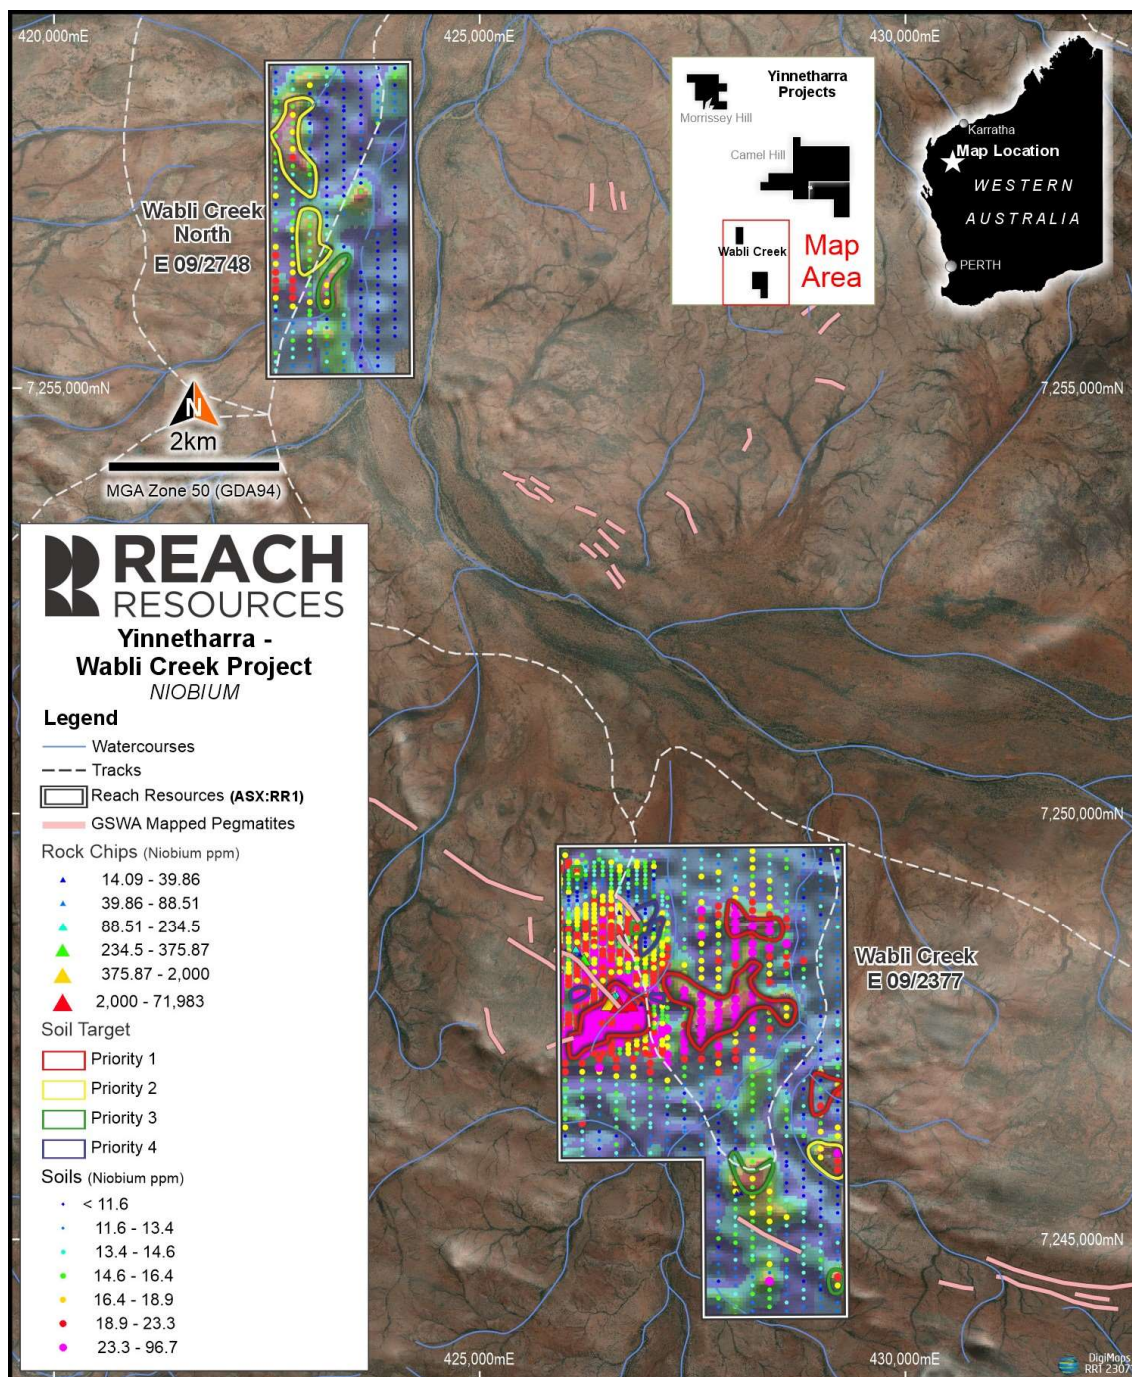 420,000mE
425,000mE
430,000mE
Yinnetharra
Projects
Morrissey Hill
Camel Hill
Wabli Creek
Map
Area
Karratha
Map Location
WESTERN
AUSTRALIA
PERTH
Wabli Creek
North
E 09/2748
7,255,000mN
7,255,000mN
N
2km
MGA Zone 50 (GDA94)
REACH
RESOURCES
Yinnetharra -
Wabli Creek Project
NIOBIUM
Legend
Watercourses
Tracks
Reach Resources (ASX:RR1)
GSWA Mapped Pegmatites
Rock Chips (Niobium ppm)
14.09 - 39.86
39.86 - 88.51
88.51 - 234.5
234.5 - 375.87
375.87 - 2,000
2,000 - 71,983
Soil Target
Priority 1
Priority 2
Priority 3
Priority 4
Soils (Niobium ppm)
< 11.6
11.6 - 13.4
13.4 - 14.6
14.6 - 16.4
16.4 - 18.9
18.9 - 23.3
23.3 - 96.7
7,250,000mN
Wabli Creek
E 09/2377
7,245,000mN
425,000mE
430,000mE
DigiMaps
RR1 2307